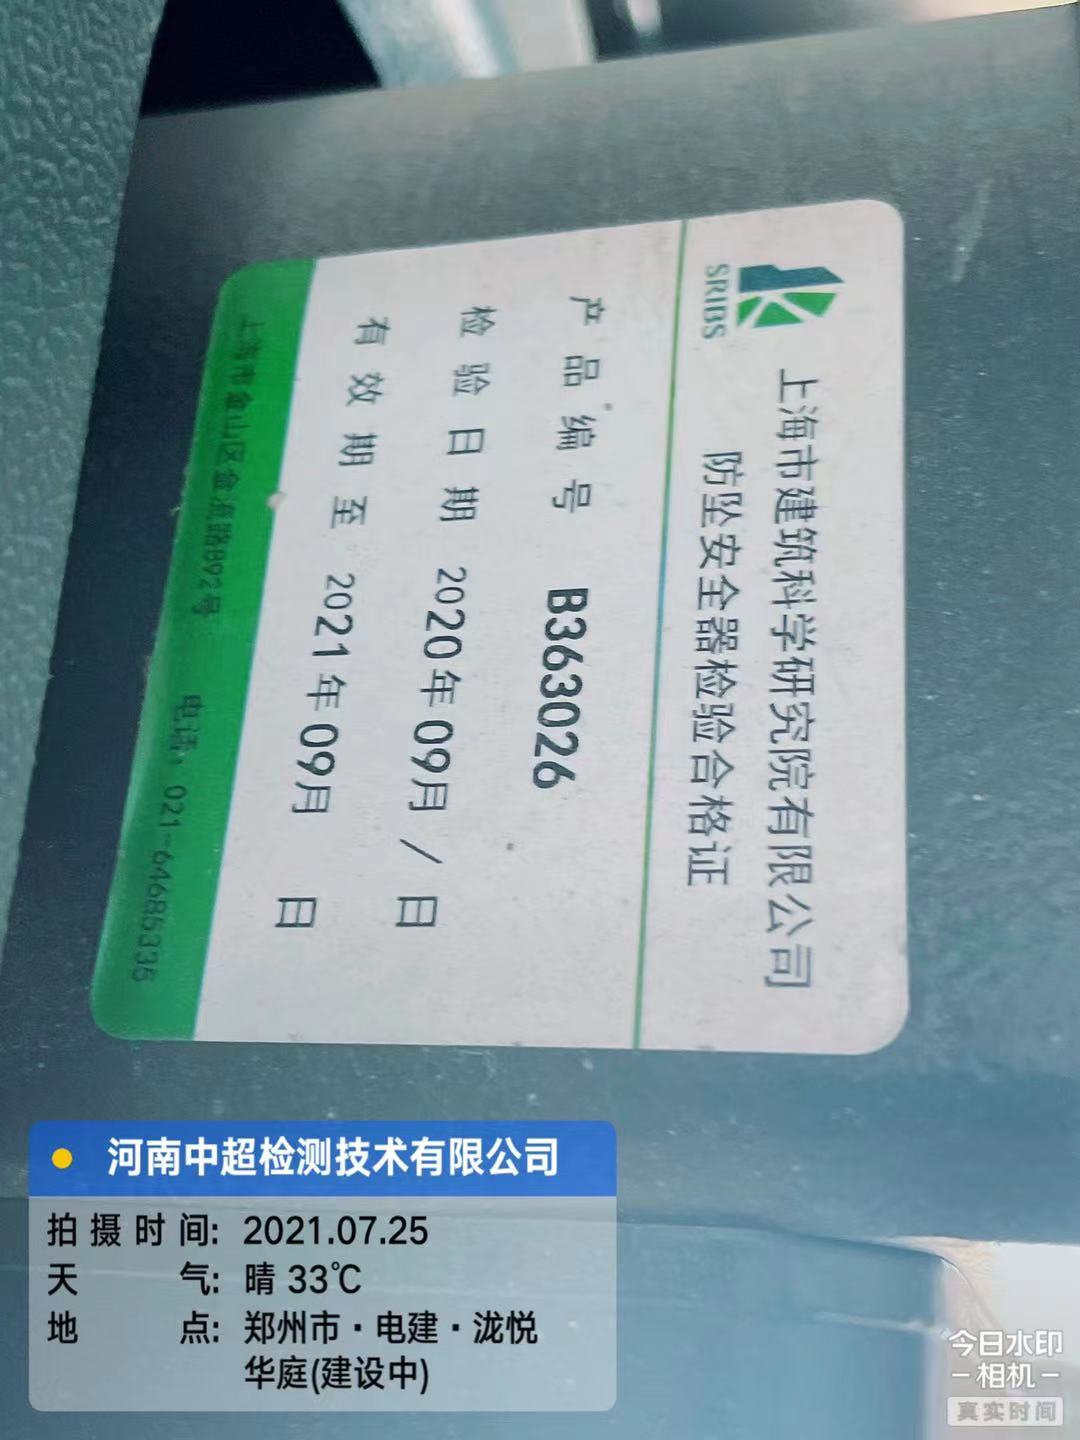 SRIBS
上海市建筑科学研究院有限公司
防坠安全器检验合格证
产品编号 B363026
检验日期 2020年09月/日
有效期至 2021年09月 日
上海市金山区金流路892号 电话:021-64685335
河南中超检测技术有限公司
拍摄时间: 2021.07.25
天气: 晴 33℃
地点: 郑州市·电建·泷悦
华庭(建设中)
今日水印
-相机-
真实时间